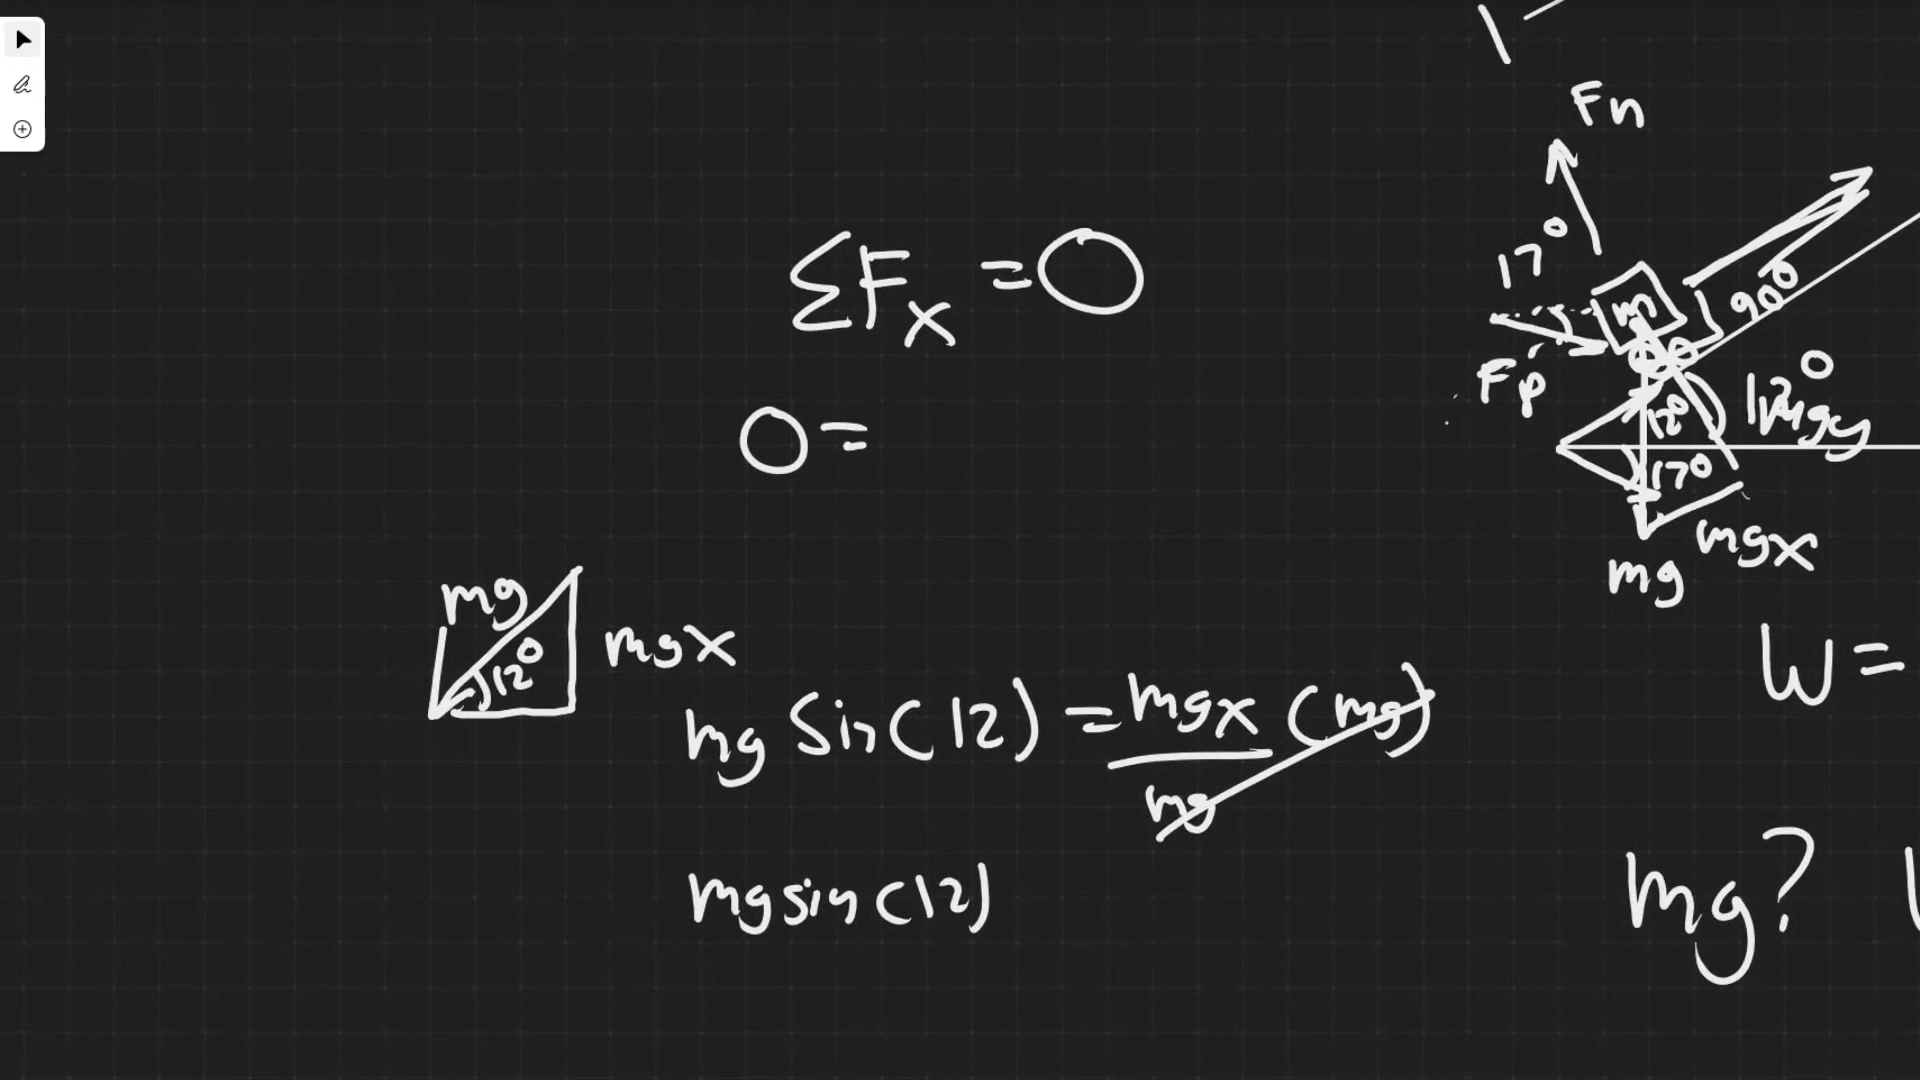 Fn
17°
ΣFx = 0
m
90°
Fp
12°
mgy
0 =
12°
17°
mgx
mg
mg
12°
mgx
W =
mg sin(12) = mgx/mg (mg)
mg?
mgsin(12)